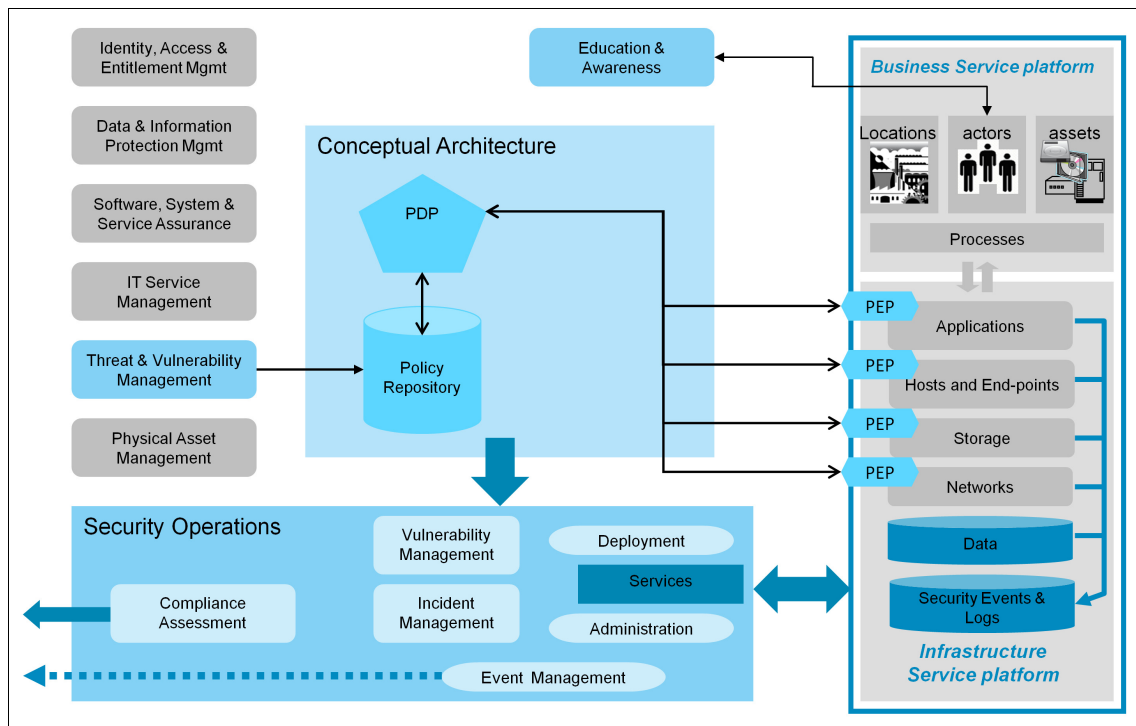 Identity, Access &
Entitlement Mgmt
Data & Information
Protection Mgmt
Software, System &
Service Assurance
IT Service
Management
Threat & Vulnerability
Management
Physical Asset
Management
Education &
Awareness
Conceptual Architecture
PDP
Policy
Repository
Business Service platform
Locations
actors
assets
Processes
PEP
Applications
PEP
Hosts and End-points
PEP
Storage
PEP
Networks
Data
Security Events &
Logs
Infrastructure
Service platform
Security Operations
Vulnerability
Management
Deployment
Services
Compliance
Assessment
Incident
Management
Administration
Event Management